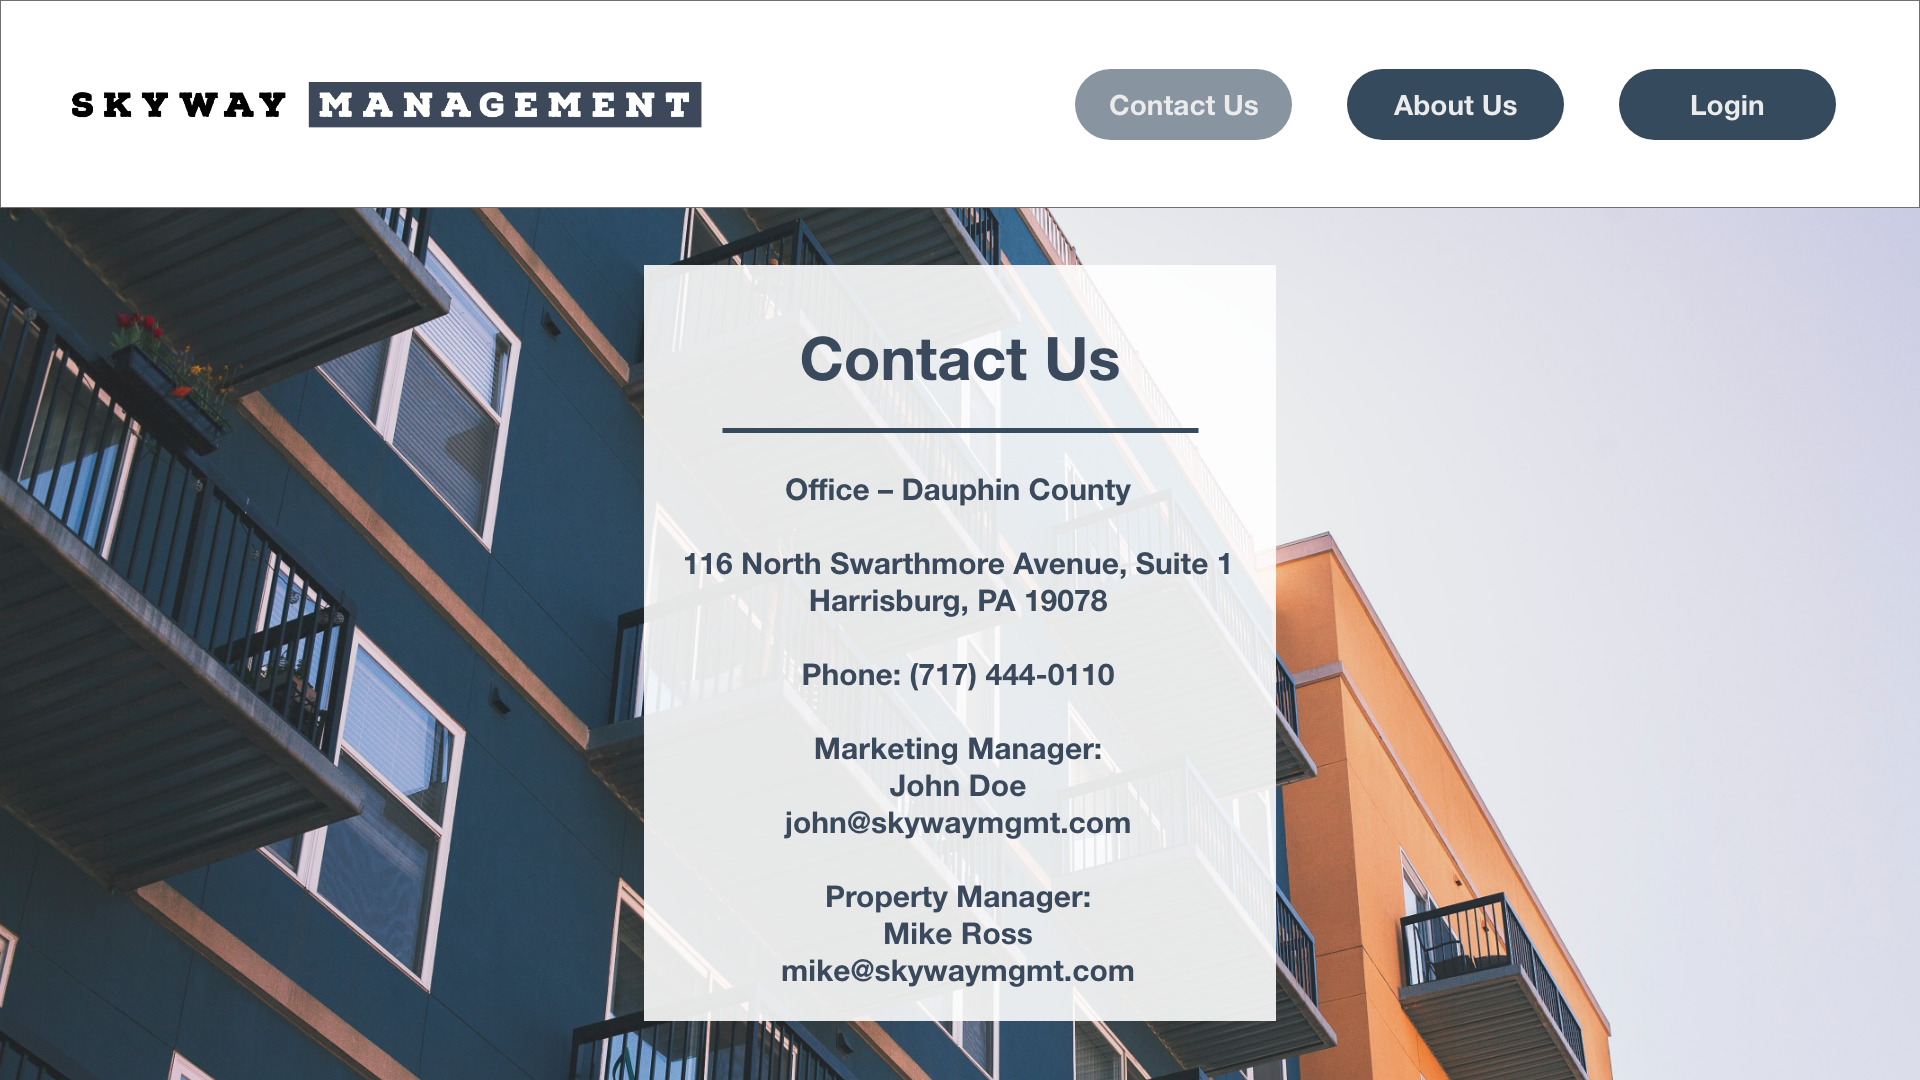 SKYWAY MANAGEMENT
Contact Us
About Us
Login
Contact Us
Office – Dauphin County
116 North Swarthmore Avenue, Suite 1
Harrisburg, PA 19078
Phone: (717) 444-0110
Marketing Manager:
John Doe
john@skywaymgmt.com
Property Manager:
Mike Ross
mike@skywaymgmt.com